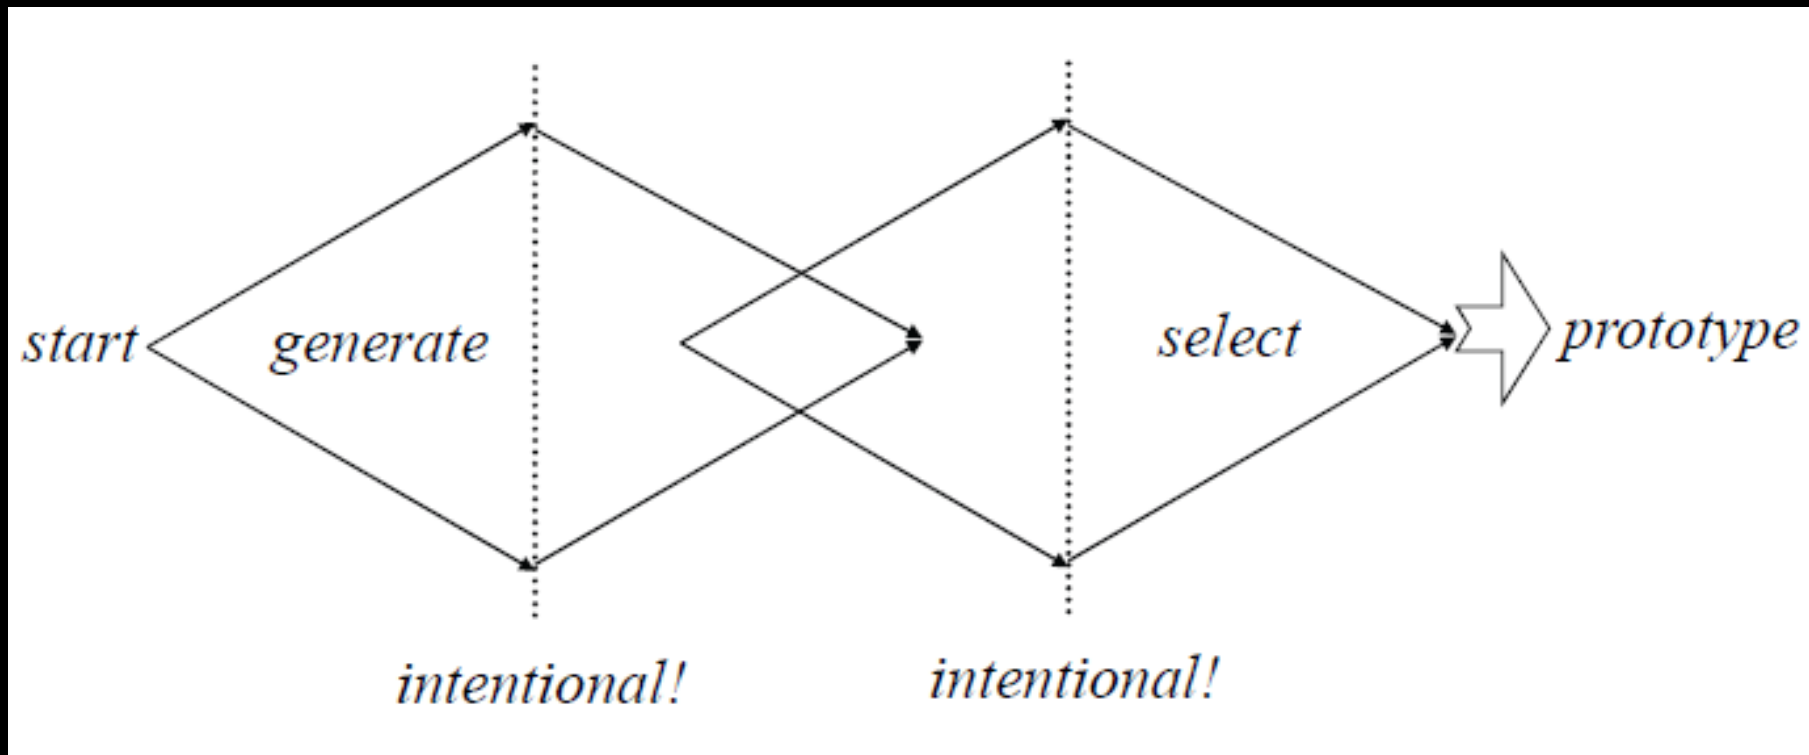 start
generate
select
prototype
intentional!
intentional!